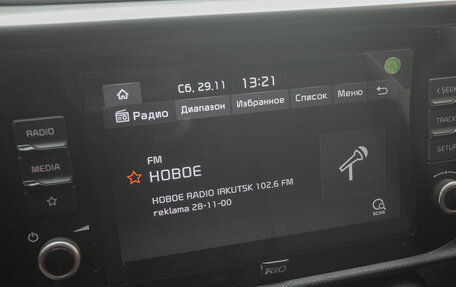 Сб, 29.11 13:21
Радио Диапазон Избранное Список Меню
FM
НОВОЕ
НОВОЕ RADIO IRKUTSK 102.6 FM
reklama 28-11-00
SCAN
RADIO
MEDIA
< SEEK
TRACK
SETUP
RIO